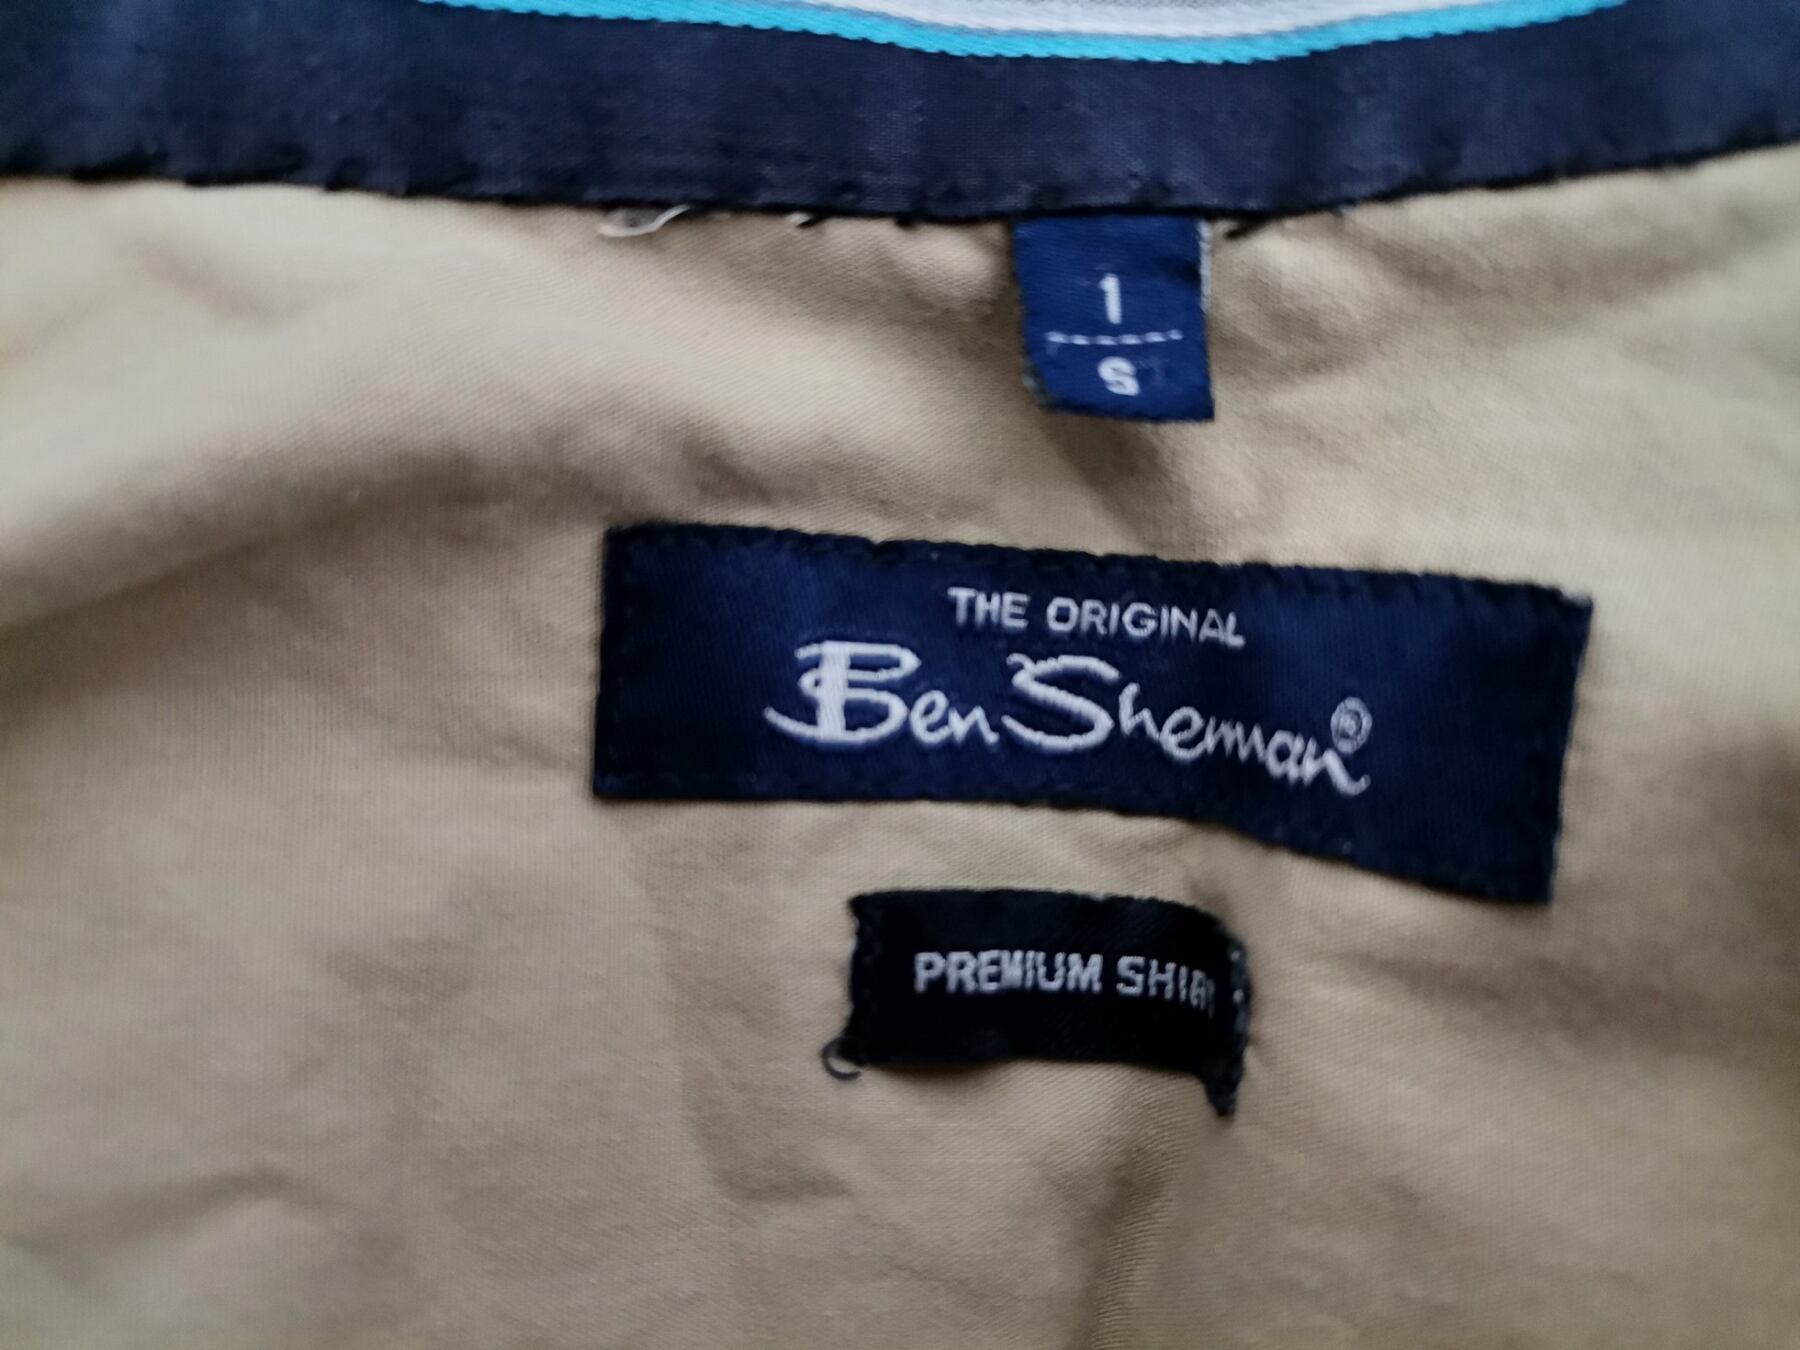 1
S
THE ORIGINAL
Ben Sherman®
PREMIUM SHIRT